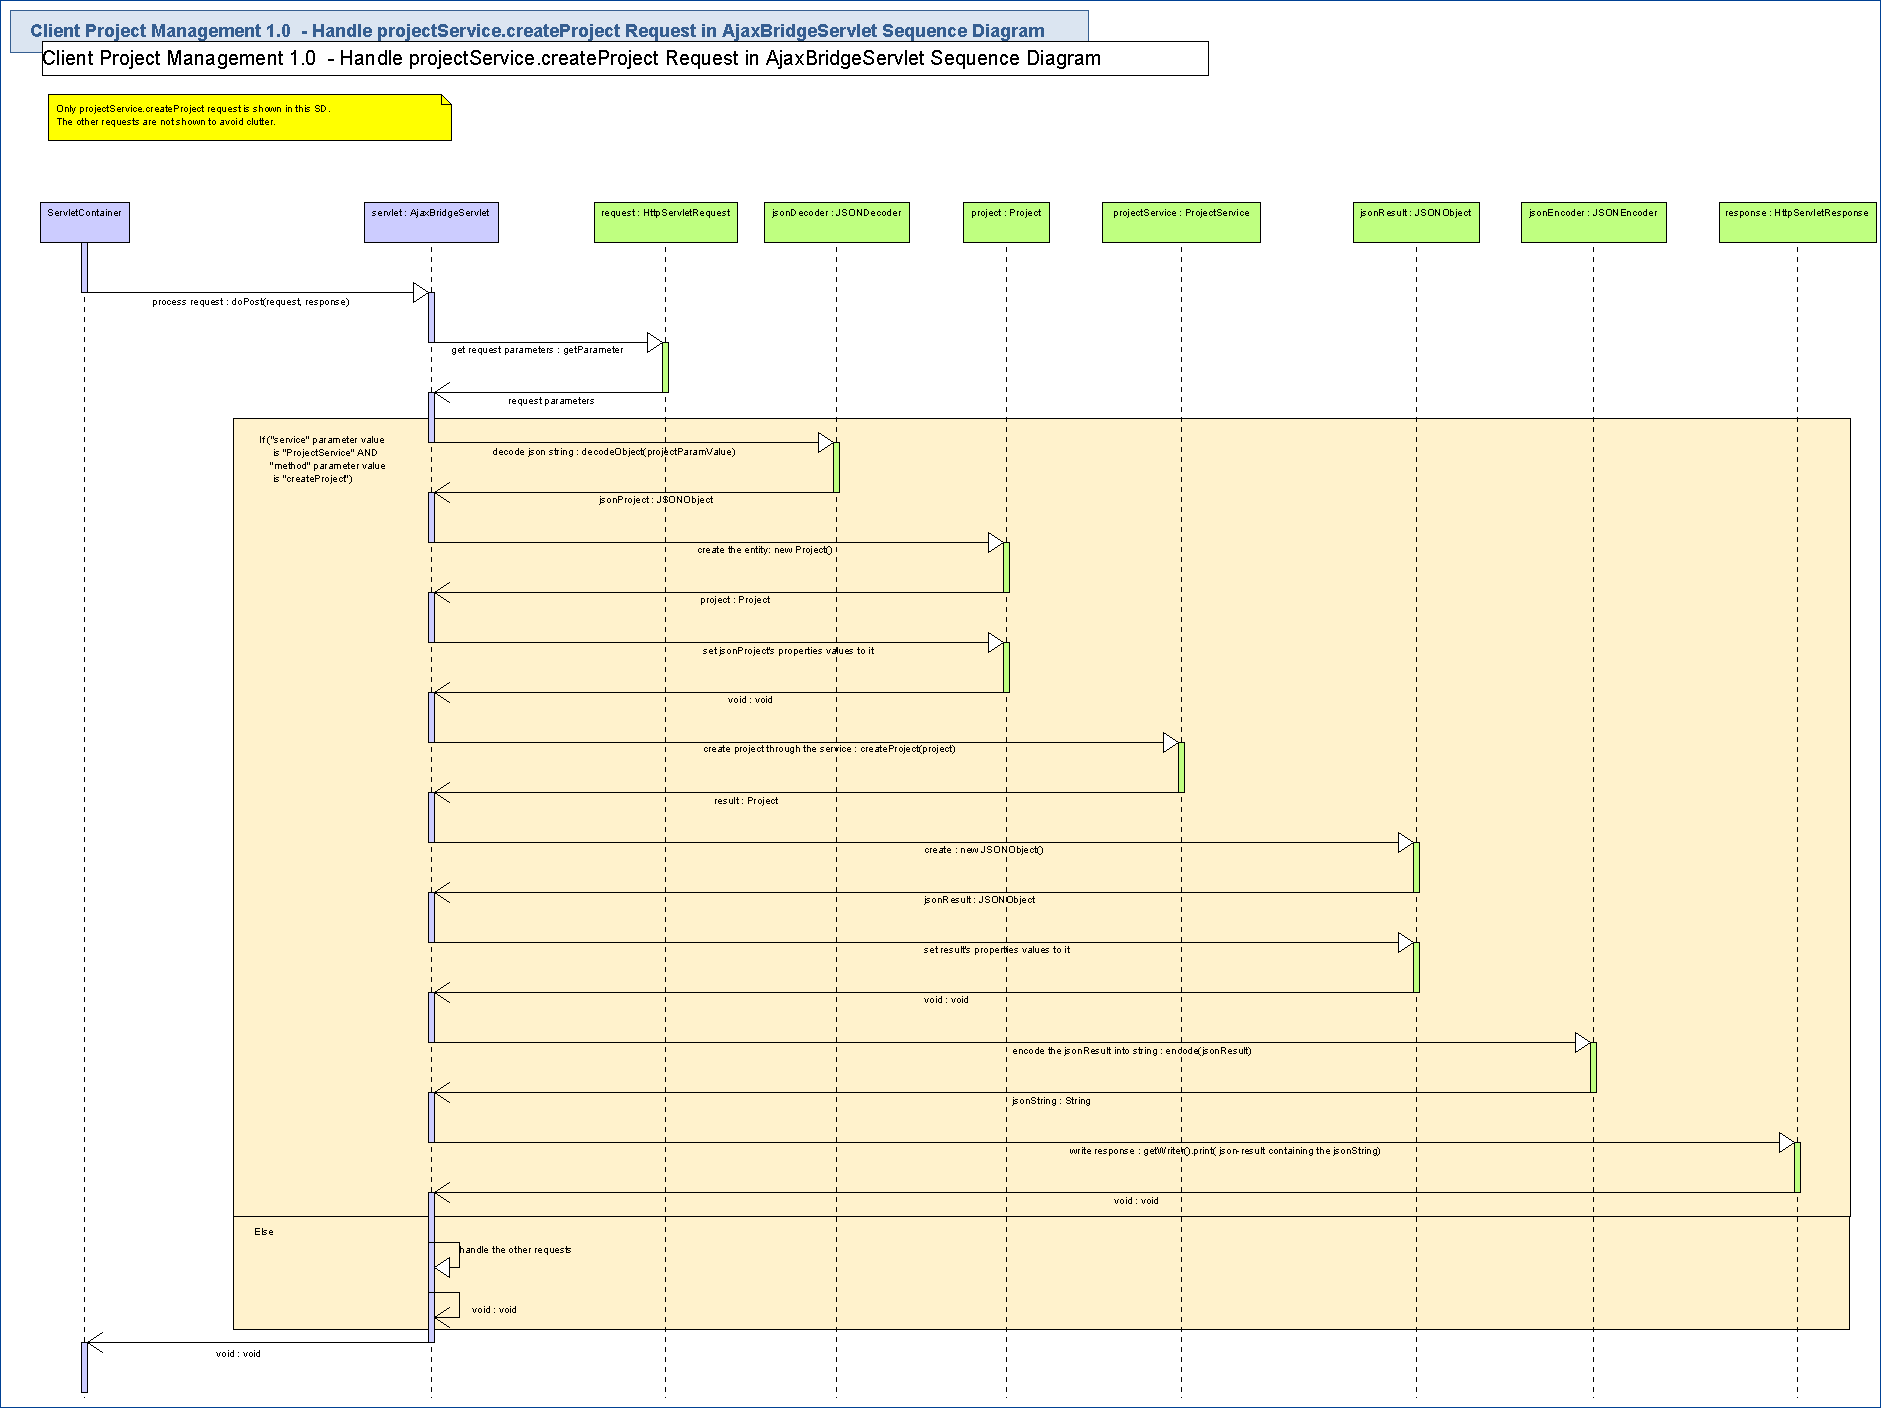 Client Project Management 1.0  - Handle projectService.createProject Request in AjaxBridgeServlet Sequence Diagram
Client Project Management 1.0  - Handle projectService.createProject Request in AjaxBridgeServlet Sequence Diagram
Only projectService.createProject request is shown in this SD.
The other requests are not shown to avoid clutter.
ServletContainer
servlet : AjaxBridgeServlet
request : HttpServletRequest
jsonDecoder : JSONDecoder
project : Project
projectService : ProjectService
jsonResult : JSONObject
jsonEncoder : JSONEncoder
response : HttpServletResponse
process request : doPost(request, response)
get request parameters : getParameter
request parameters
If ("service" parameter value
is "ProjectService" AND
"method" parameter value
is "createProject")
decode json string : decodeObject(projectParamValue)
jsonProject : JSONObject
create the entity: new Project()
project : Project
set jsonProject's properties values to it
void : void
create project through the service : createProject(project)
result : Project
create : new JSONObject()
jsonResult : JSONObject
set result's properties values to it
void : void
encode the jsonResult into string : endode(jsonResult)
jsonString : String
write response : getWriter().print( json-result containing the jsonString)
void : void
Else
handle the other requests
void : void
void : void